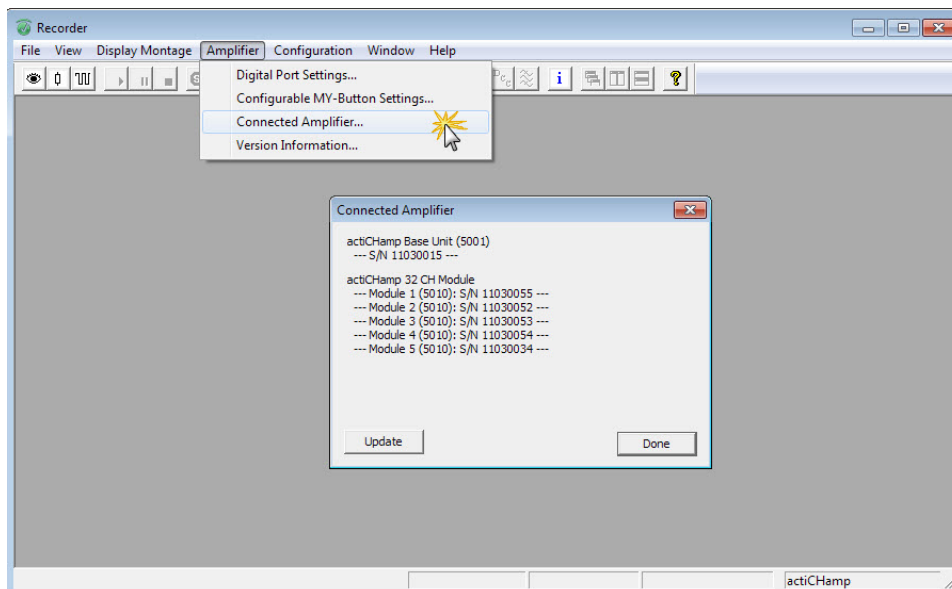 Recorder
File View Display Montage Amplifier Configuration Window Help
Digital Port Settings...
Configurable MY-Button Settings...
Connected Amplifier...
Version Information...
Connected Amplifier
actiCHamp Base Unit (5001)
--- S/N 11030015 ---
actiCHamp 32 CH Module
--- Module 1 (5010): S/N 11030055 ---
--- Module 2 (5010): S/N 11030052 ---
--- Module 3 (5010): S/N 11030053 ---
--- Module 4 (5010): S/N 11030054 ---
--- Module 5 (5010): S/N 11030034 ---
Update Done
actiCHamp